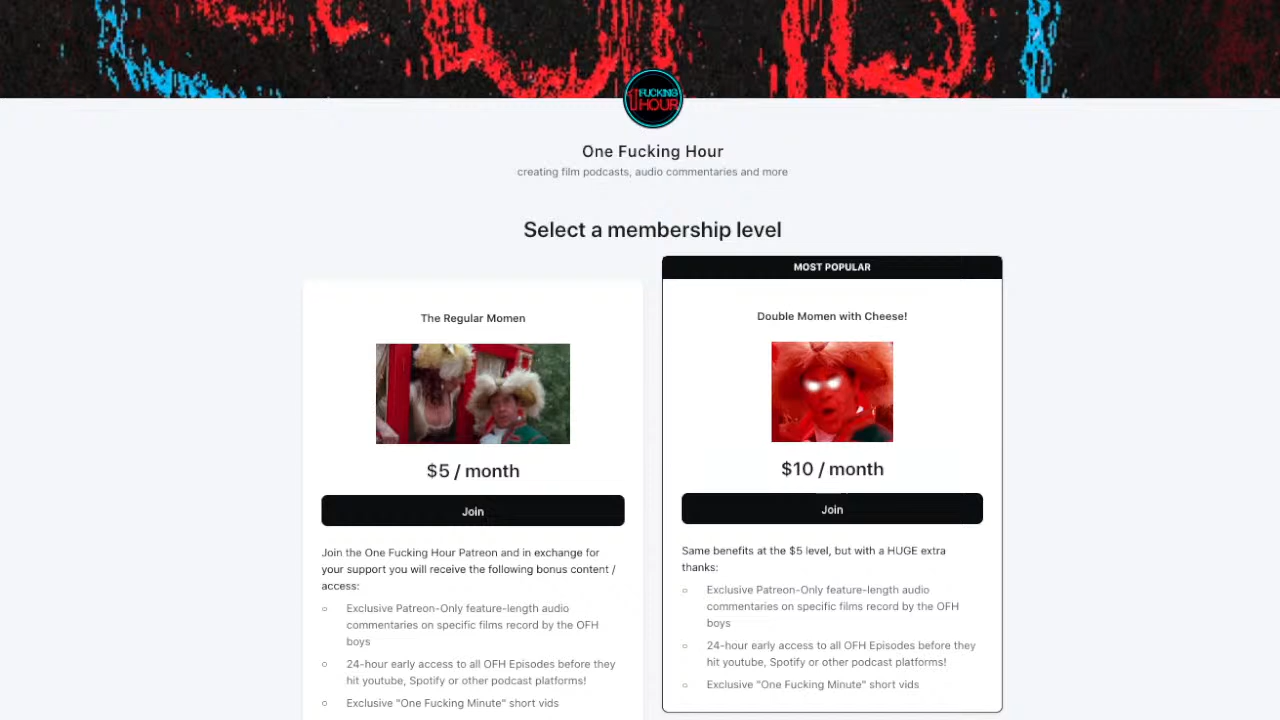 FUCKING
HOUR
One Fucking Hour
creating film podcasts, audio commentaries and more
Select a membership level
The Regular Momen
$5 / month
Join
Join the One Fucking Hour Patreon and in exchange for
your support you will receive the following bonus content /
access:
Exclusive Patreon-Only feature-length audio
commentaries on specific films record by the OFH
boys
24-hour early access to all OFH Episodes before they
hit youtube, Spotify or other podcast platforms!
Exclusive "One Fucking Minute" short vids
MOST POPULAR
Double Momen with Cheese!
$10 / month
Join
Same benefits at the $5 level, but with a HUGE extra
thanks:
Exclusive Patreon-Only feature-length audio
commentaries on specific films record by the OFH
boys
24-hour early access to all OFH Episodes before they
hit youtube, Spotify or other podcast platforms!
Exclusive "One Fucking Minute" short vids